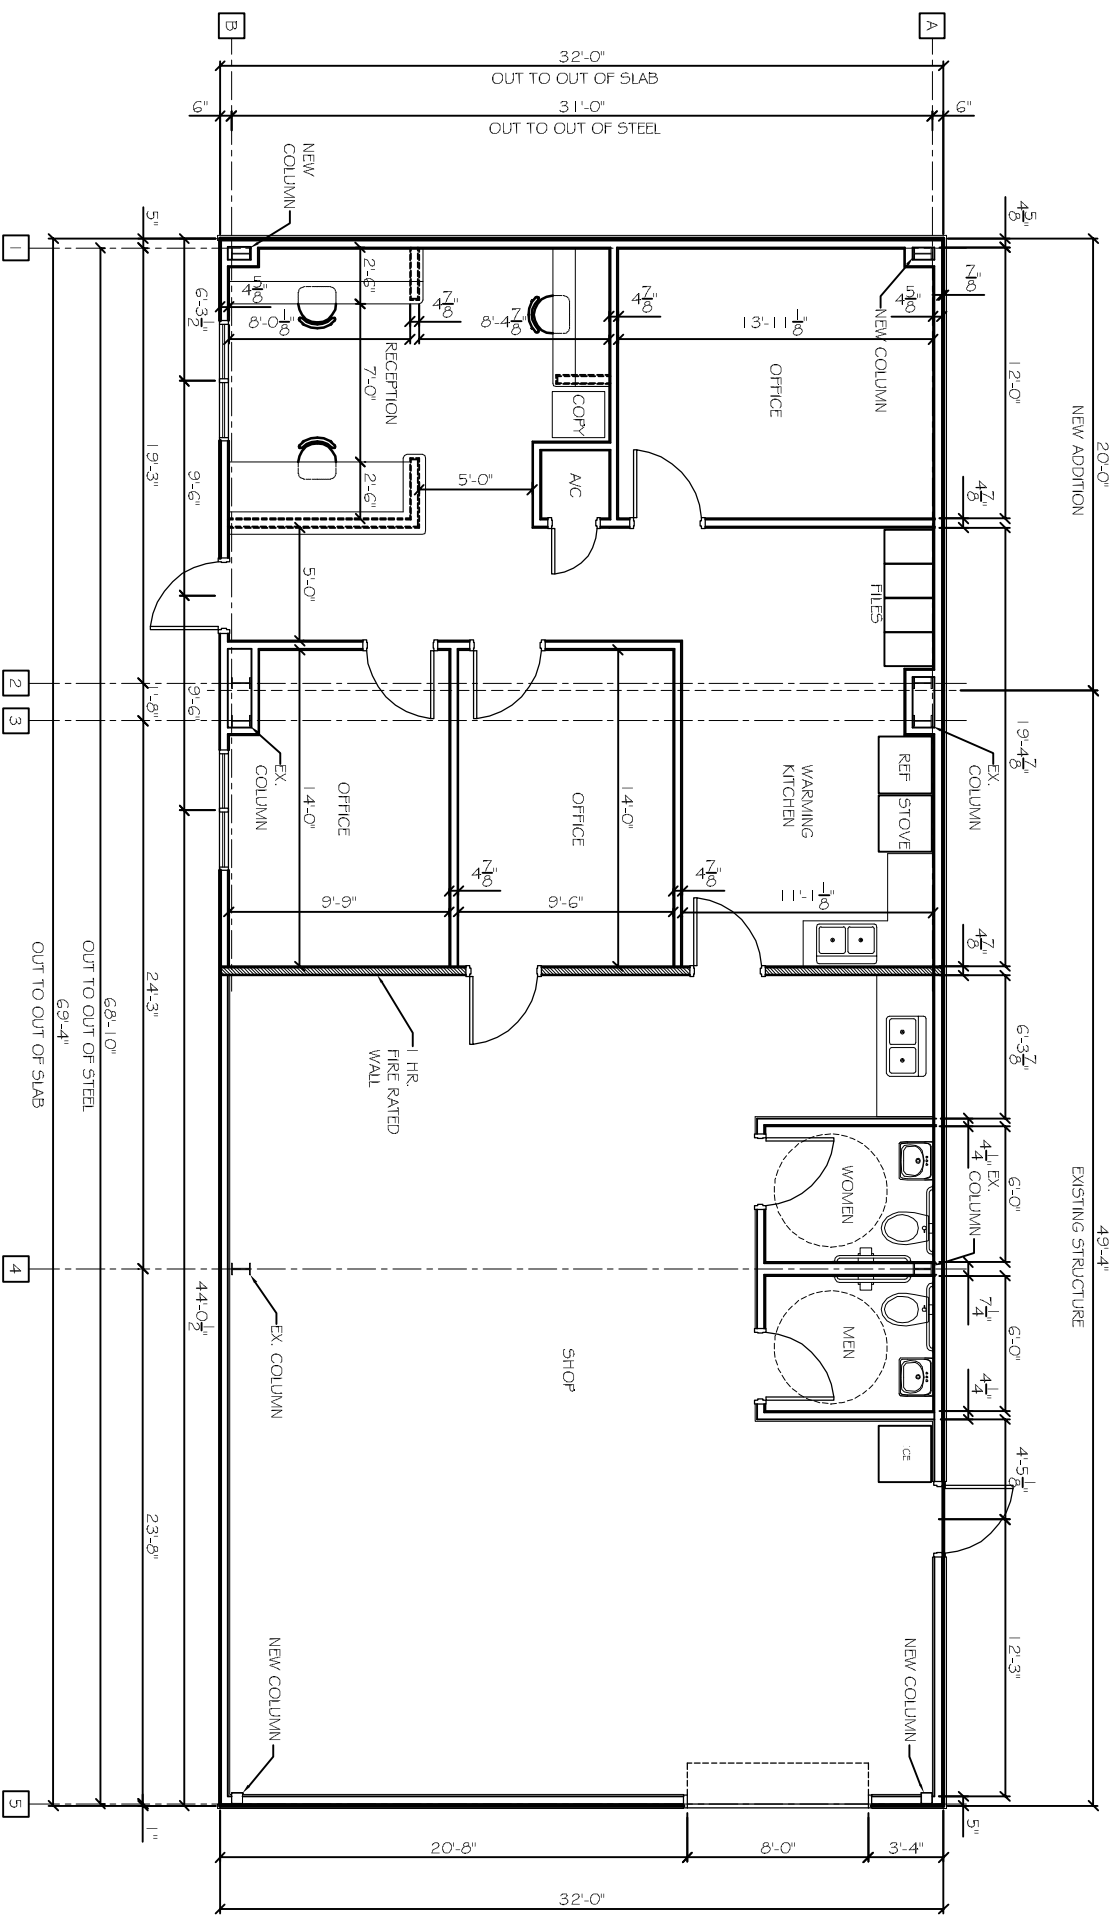 B
A
32'-0"
OUT TO OUT OF SLAB
6"
31'-0"
6"
OUT TO OUT OF STEEL
NEW
COLUMN
1
5"
4 5/8"
20'-0"
NEW ADDITION
7/8"
4 5/8"
NEW COLUMN
12'-0"
6'-3 1/2"
4 5/8"
2'-6"
8'-0 1/8"
4 7/8"
8'-4 7/8"
4 7/8"
13'-11 1/8"
RECEPTION
7'-0"
OFFICE
COPY
19'-3"
9'-6"
2'-6"
5'-0"
A/C
4 7/8"
5'-0"
FILES
2
3
1'-8"
9'-6"
EX.
COLUMN
14'-0"
OFFICE
OFFICE
14'-0"
WARMING
KITCHEN
REF
STOVE
EX.
COLUMN
19'-4 7/8"
4 7/8"
4 7/8"
9'-9"
9'-6"
11'-1 1/8"
4 7/8"
24'-3"
OUT TO OUT OF SLAB
69'-4"
OUT TO OUT OF STEEL
68'-10"
1 HR.
FIRE RATED
WALL
6'-3 7/8"
4 1/4"
EX.
COLUMN
6'-0"
49'-4"
EXISTING STRUCTURE
WOMEN
4
44'-0 1/2"
EX. COLUMN
SHOP
MEN
7 1/4"
6'-0"
4 1/4"
4'-5 1/8"
23'-8"
NEW COLUMN
NEW COLUMN
12'-3"
5
1"
5"
20'-8"
8'-0"
3'-4"
32'-0"